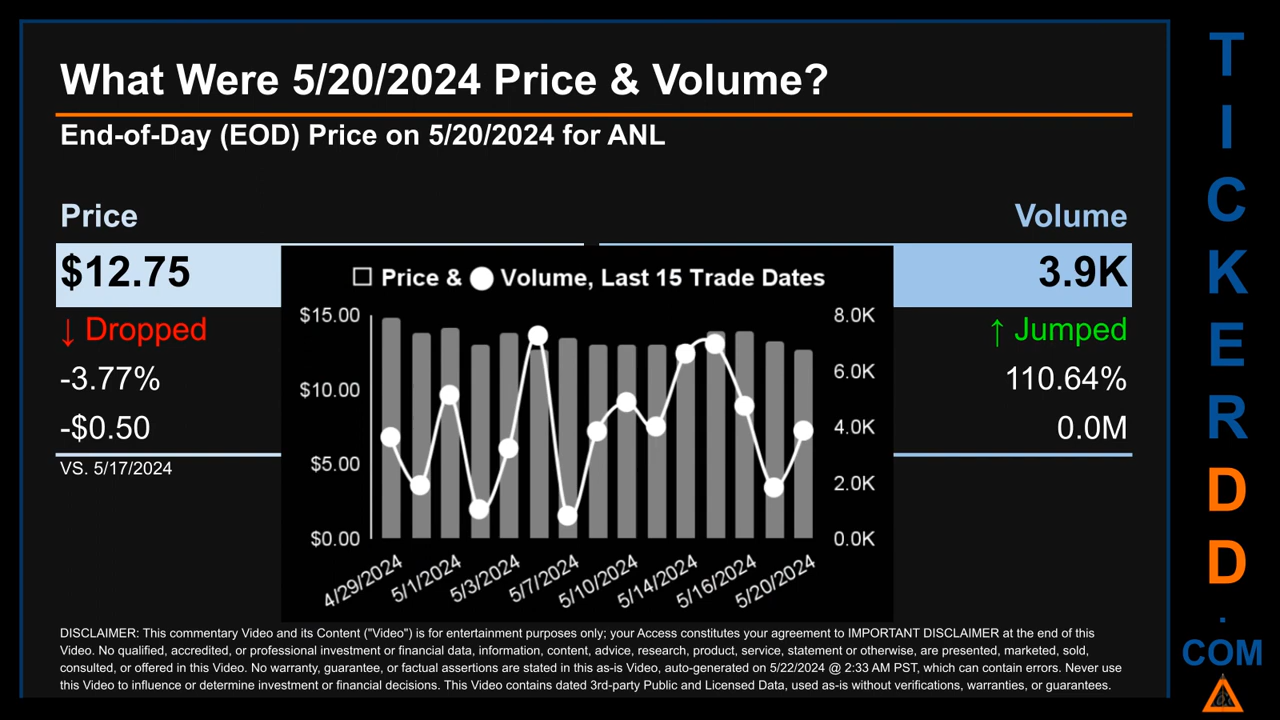 What Were 5/20/2024 Price & Volume?
End-of-Day (EOD) Price on 5/20/2024 for ANL
Price
Volume
$12.75
3.9K
↓ Dropped
↑ Jumped
-3.77%
110.64%
-$0.50
0.0M
VS. 5/17/2024
Price & Volume, Last 15 Trade Dates
$15.00
$10.00
$5.00
$0.00
8.0K
6.0K
4.0K
2.0K
0.0K
4/29/2024
5/1/2024
5/3/2024
5/7/2024
5/10/2024
5/14/2024
5/16/2024
5/20/2024
DISCLAIMER: This commentary Video and its Content ("Video") is for entertainment purposes only; your Access constitutes your agreement to IMPORTANT DISCLAIMER at the end of this
Video. No qualified, accredited, or professional investment or financial data, information, content, advice, research, product, service, statement or otherwise, are presented, marketed, sold,
consulted, or offered in this Video. No warranty, guarantee, or factual assertions are stated in this as-is Video, auto-generated on 5/22/2024 @ 2:33 AM PST, which can contain errors. Never use
this Video to influence or determine investment or financial decisions. This Video contains dated 3rd-party Public and Licensed Data, used as-is without verifications, warranties, or guarantees.
T
I
C
K
E
R
D
D
.
COM